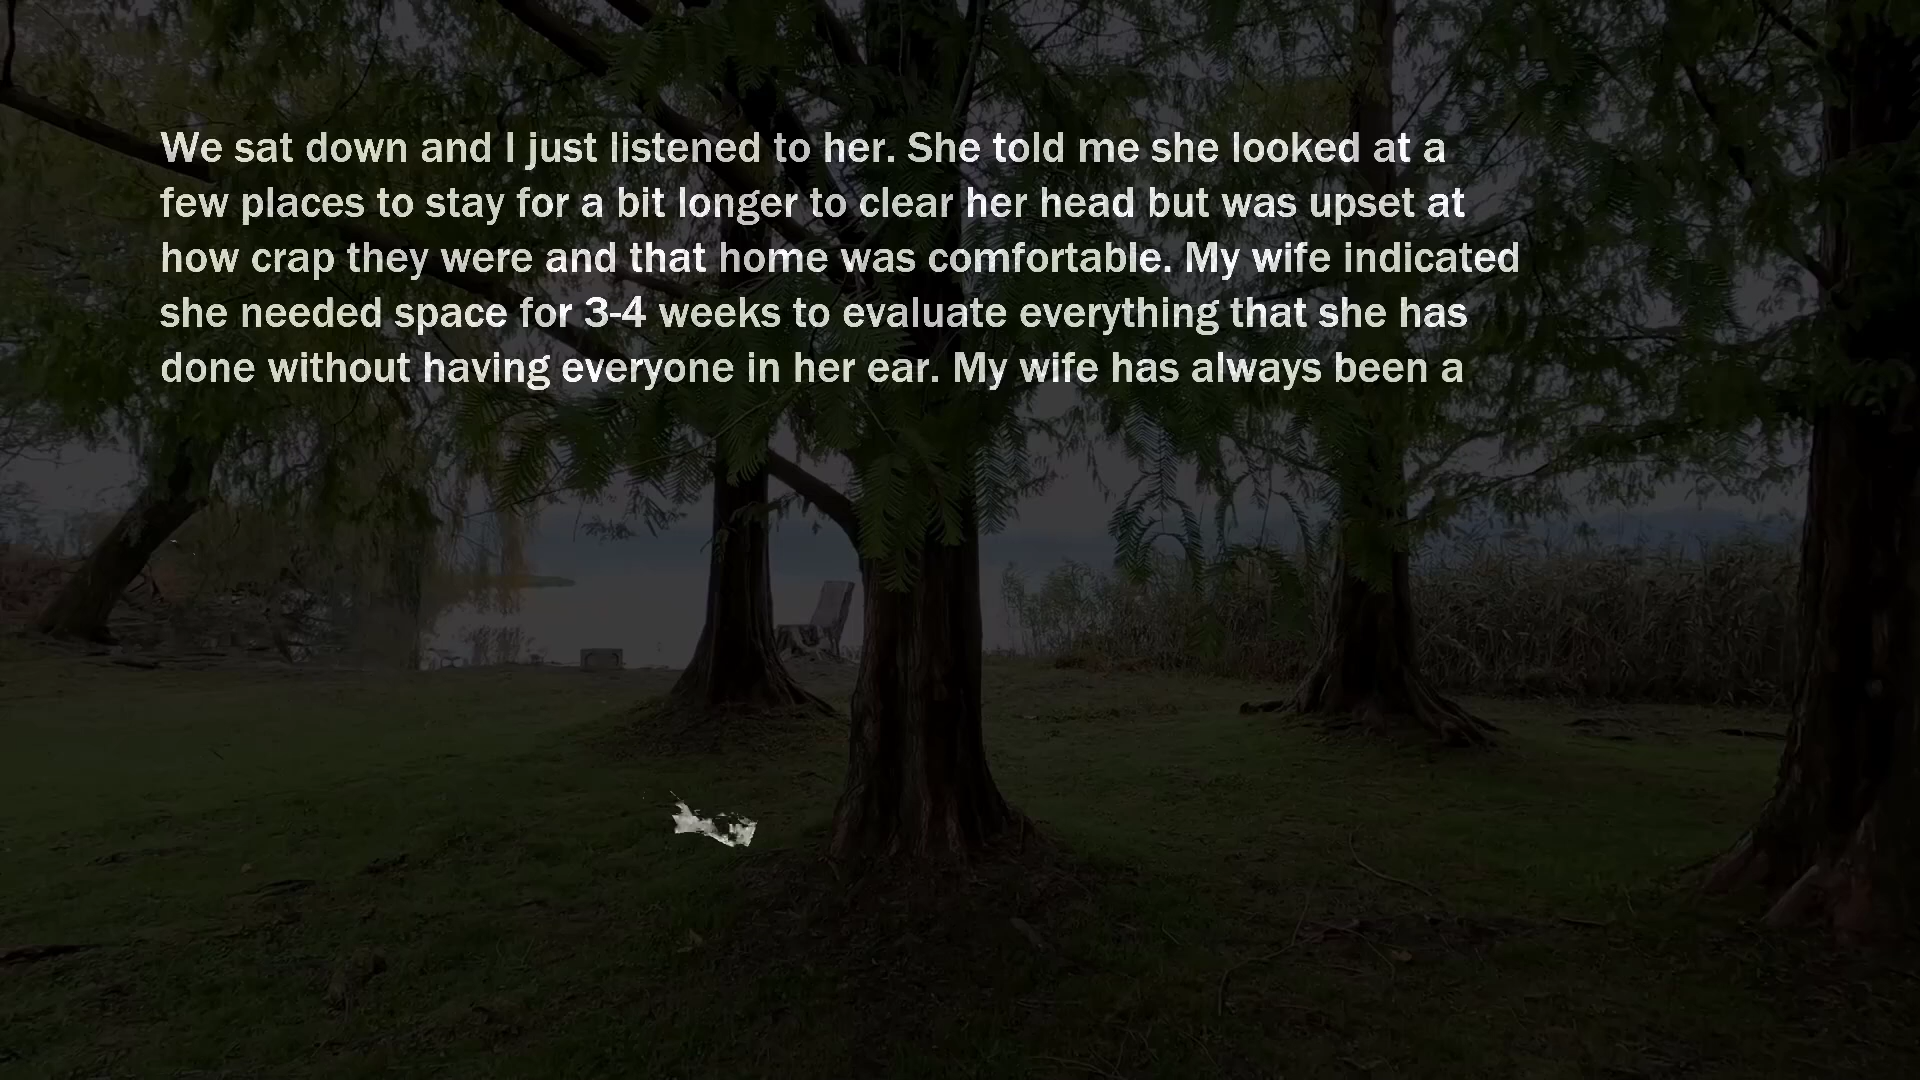 We sat down and I just listened to her. She told me she looked at a
few places to stay for a bit longer to clear her head but was upset at
how crap they were and that home was comfortable. My wife indicated
she needed space for 3-4 weeks to evaluate everything that she has
done without having everyone in her ear. My wife has always been a